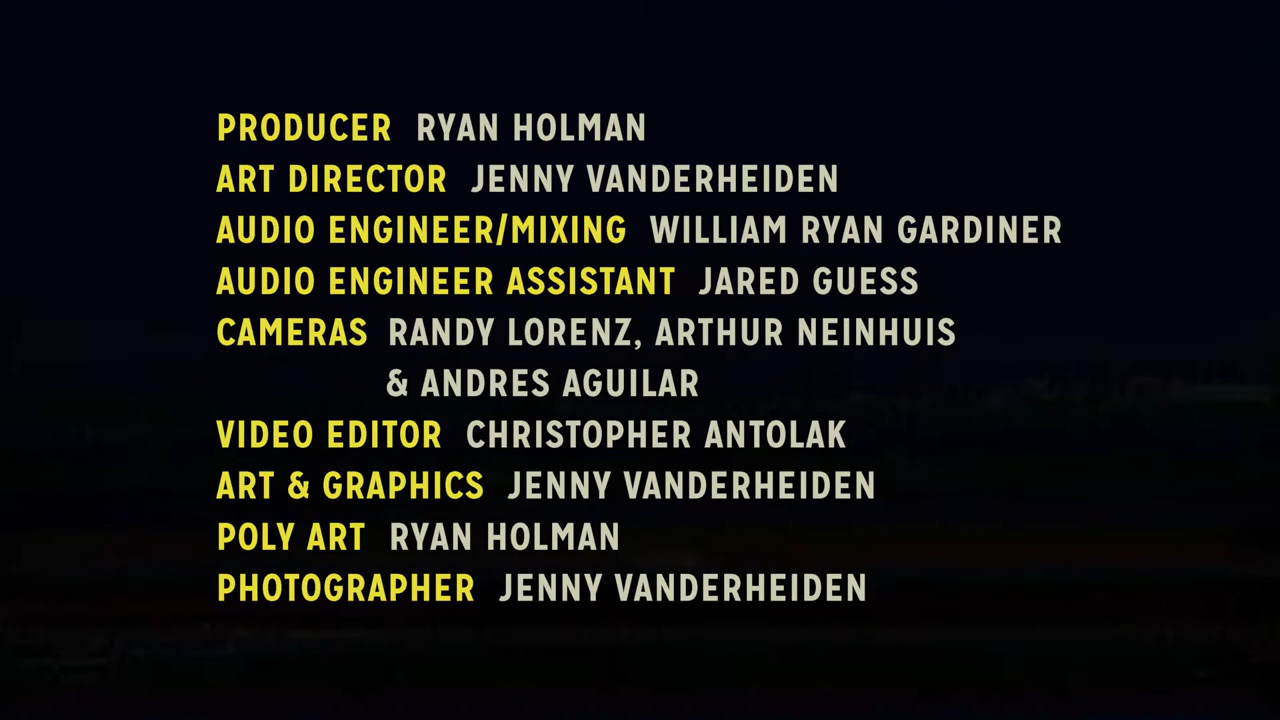 PRODUCER RYAN HOLMAN
ART DIRECTOR JENNY VANDERHEIDEN
AUDIO ENGINEER/MIXING WILLIAM RYAN GARDINER
AUDIO ENGINEER ASSISTANT JARED GUESS
CAMERAS RANDY LORENZ, ARTHUR NEINHUIS
& ANDRES AGUILAR
VIDEO EDITOR CHRISTOPHER ANTOLAK
ART & GRAPHICS JENNY VANDERHEIDEN
POLY ART RYAN HOLMAN
PHOTOGRAPHER JENNY VANDERHEIDEN